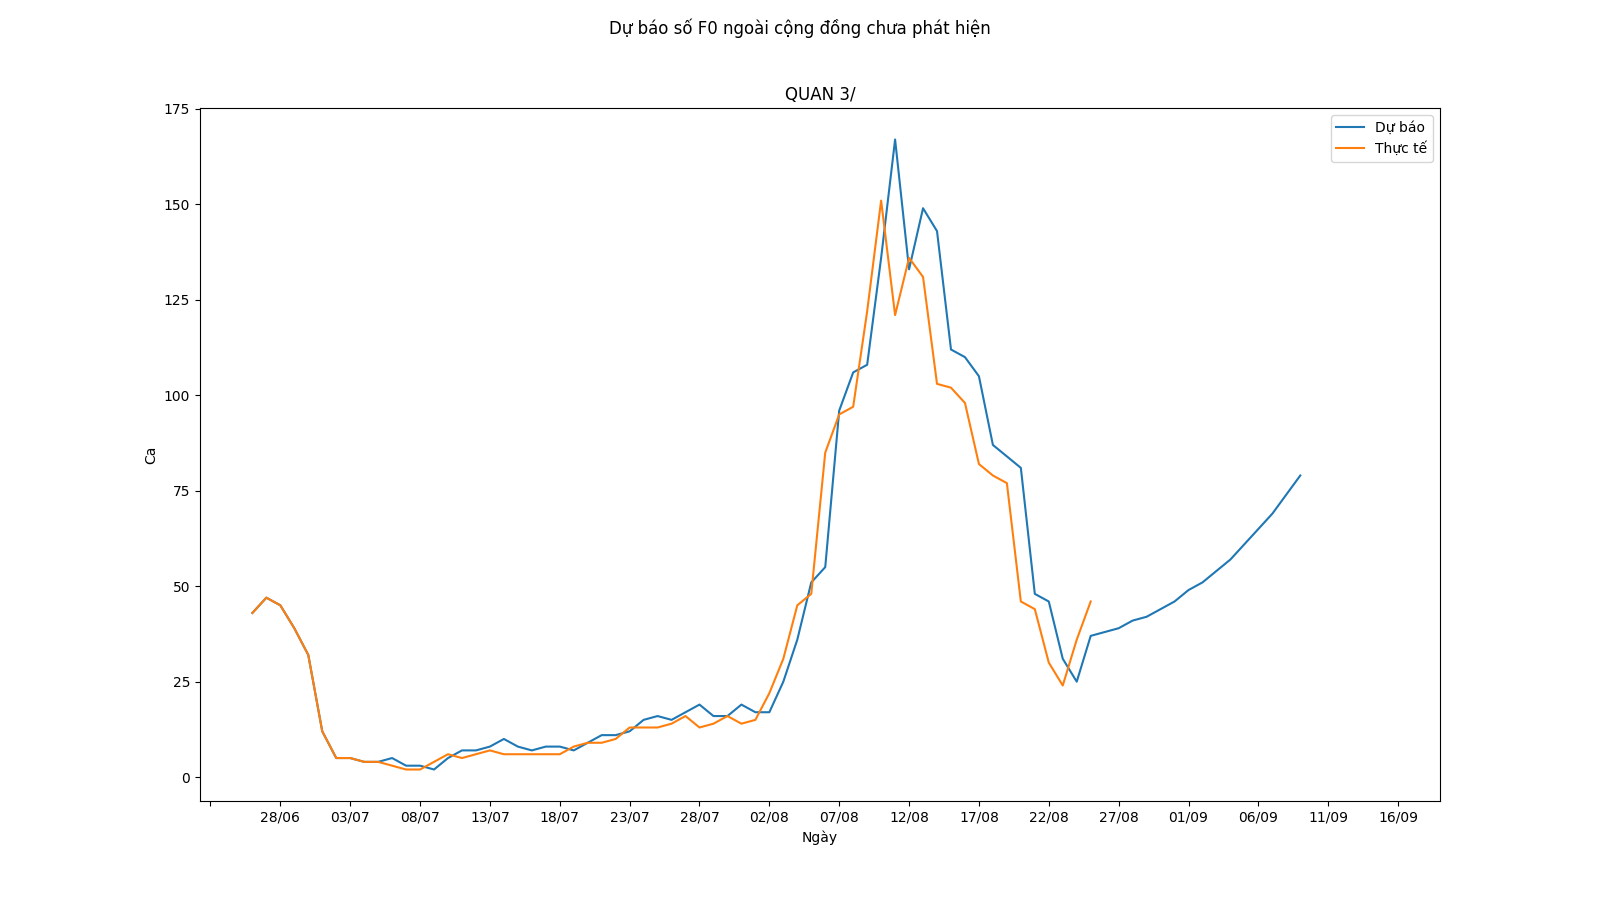 Dự báo số F0 ngoài cộng đồng chưa phát hiện
QUAN 3/
Dự báo
Thực tế
175
150
125
100
75
50
25
0
Ca
28/06 03/07 08/07 13/07 18/07 23/07 28/07 02/08 07/08 12/08 17/08 22/08 27/08 01/09 06/09 11/09 16/09
Ngày